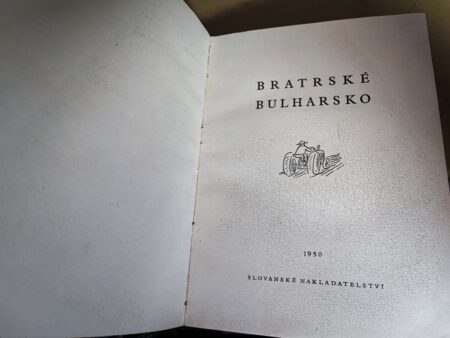 BRATRSKÉ
BULHARSKO
1950
SLOVANSKÉ NAKLADATELSTVÍ